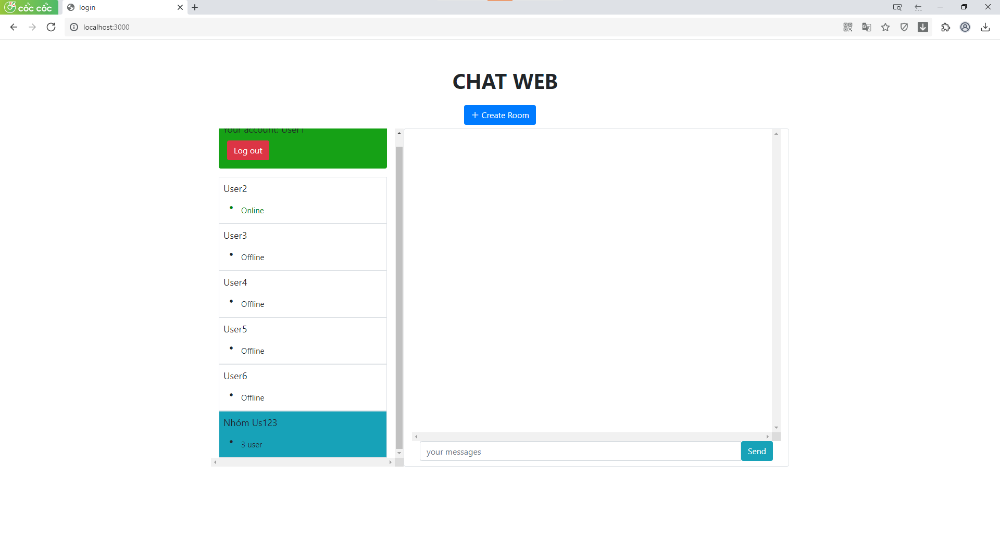 cốc cốc
login
localhost:3000
CHAT WEB
Create Room
Your account: User1
Log out
User2
Online
User3
Offline
User4
Offline
User5
Offline
User6
Offline
Nhóm Us123
3 user
your messages
Send